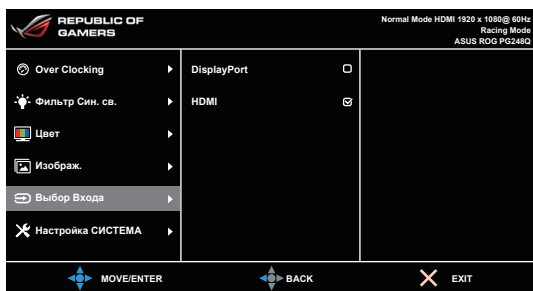 REPUBLIC OF
GAMERS
Normal Mode HDMI 1920 x 1080@ 60Hz
Racing Mode
ASUS ROG PG248Q
Over Clocking
DisplayPort
Фильтр Син. св.
HDMI
Цвет
Изображ.
Выбор Входа
Настройка СИСТЕМА
MOVE/ENTER
BACK
EXIT